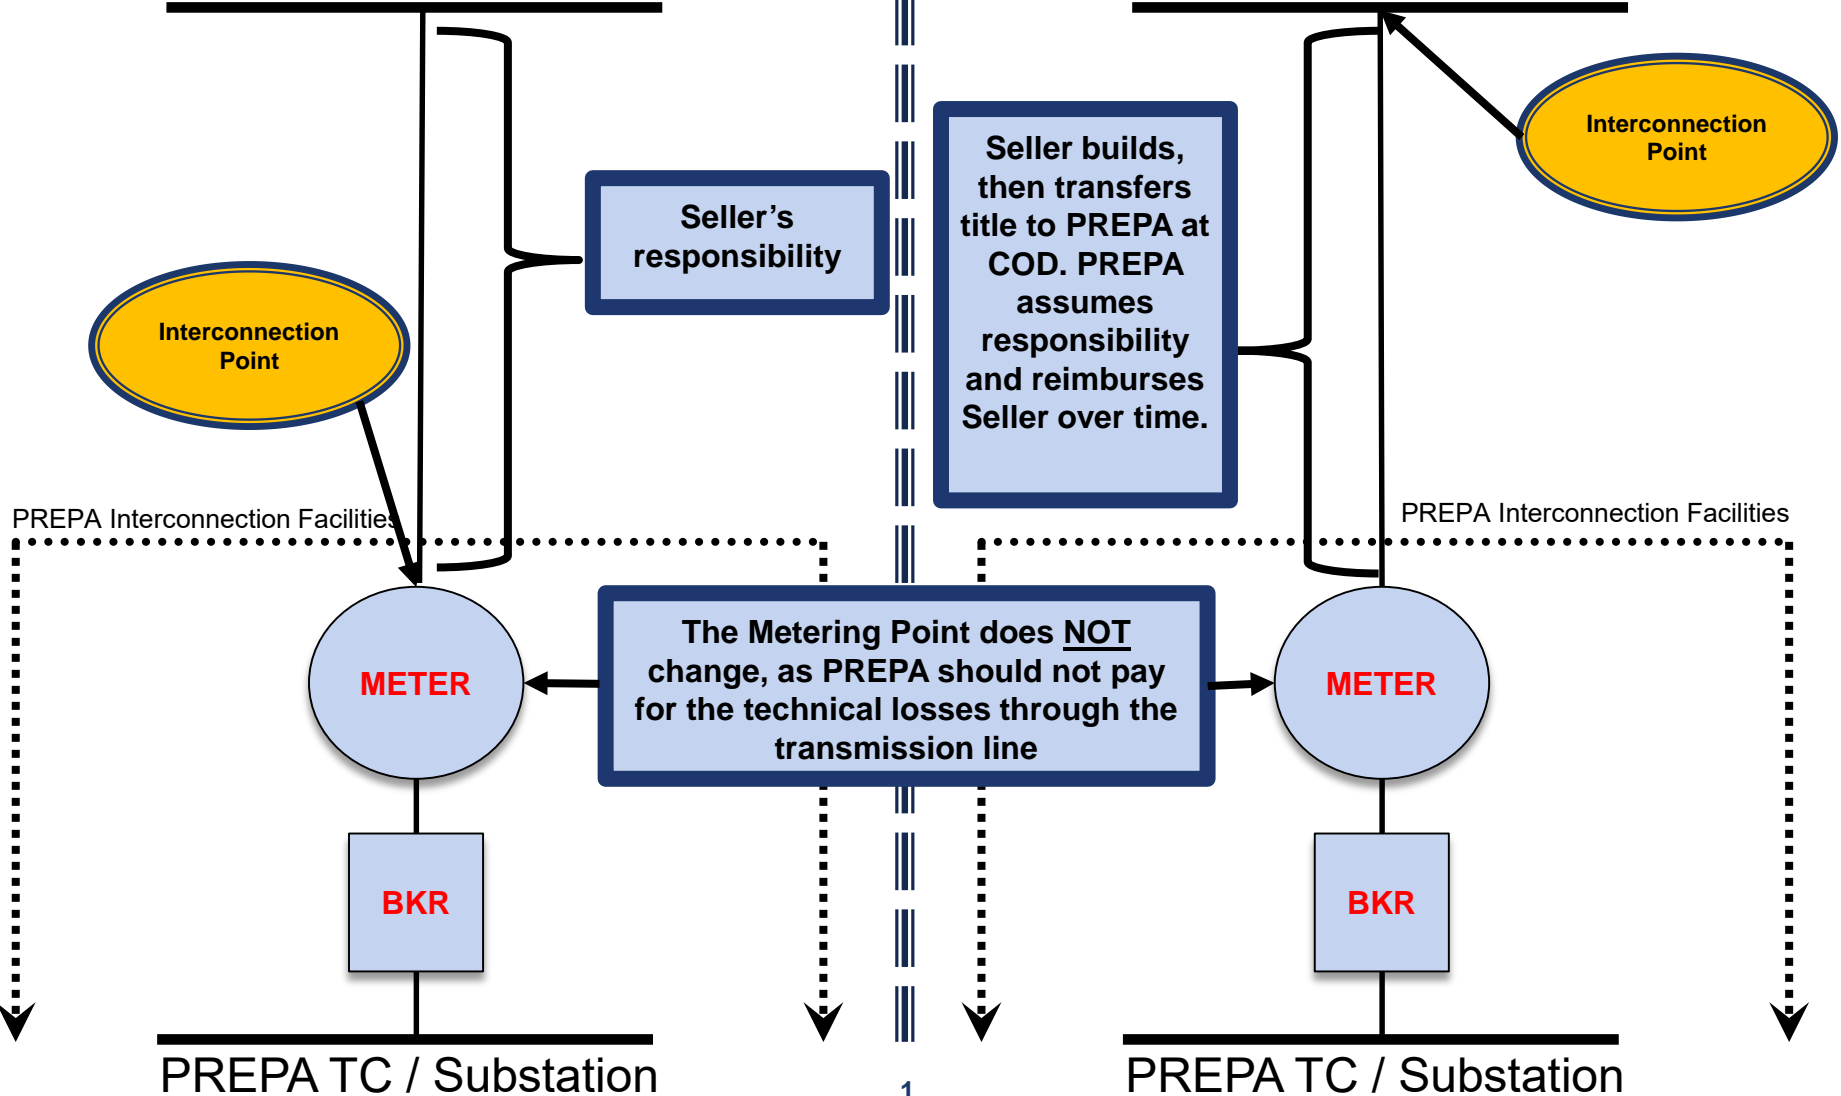 Interconnection
Point
Seller’s
responsibility
PREPA Interconnection Facilities
METER
BKR
PREPA TC / Substation
Seller builds,
then transfers
title to PREPA at
COD. PREPA
assumes
responsibility
and reimburses
Seller over time.
Interconnection
Point
PREPA Interconnection Facilities
The Metering Point does NOT
change, as PREPA should not pay
for the technical losses through the
transmission line
METER
BKR
PREPA TC / Substation
1